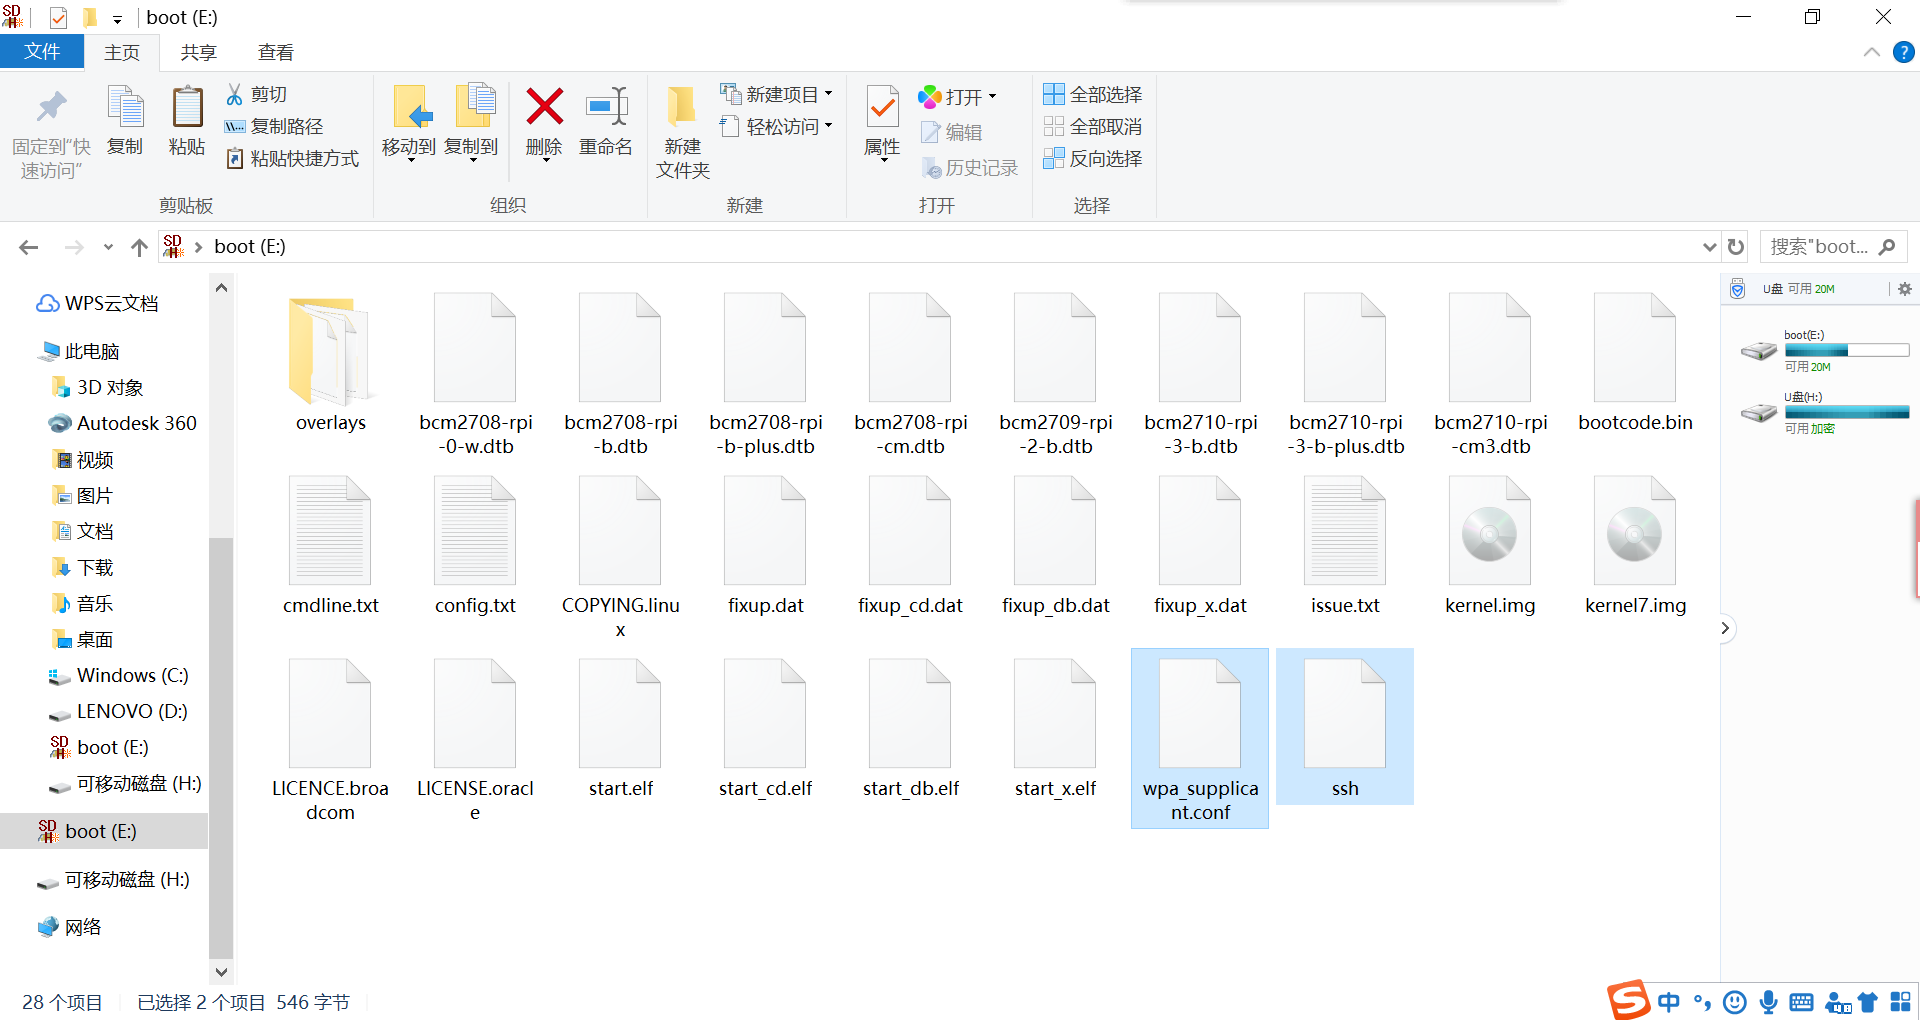 boot (E:)
文件
主页
共享
查看
固定到"快
速访问"
复制
粘贴
剪切
复制路径
粘贴快捷方式
剪贴板
移动到
复制到
删除
重命名
组织
新建
文件夹
新建项目
轻松访问
新建
属性
打开
编辑
历史记录
打开
全部选择
全部取消
反向选择
选择
boot (E:)
搜索"boot...
WPS云文档
此电脑
3D 对象
Autodesk 360
视频
图片
文档
下载
音乐
桌面
Windows (C:)
LENOVO (D:)
boot (E:)
可移动磁盘 (H:)
boot (E:)
可移动磁盘 (H:)
网络
overlays
bcm2708-rpi
-0-w.dtb
bcm2708-rpi
-b.dtb
bcm2708-rpi
-b-plus.dtb
bcm2708-rpi
-cm.dtb
bcm2709-rpi
-2-b.dtb
bcm2710-rpi
-3-b.dtb
bcm2710-rpi
-3-b-plus.dtb
bcm2710-rpi
-cm3.dtb
bootcode.bin
cmdline.txt
config.txt
COPYING.linu
x
fixup.dat
fixup_cd.dat
fixup_db.dat
fixup_x.dat
issue.txt
kernel.img
kernel7.img
LICENCE.broa
dcom
LICENSE.oracl
e
start.elf
start_cd.elf
start_db.elf
start_x.elf
wpa_supplica
nt.conf
ssh
U盘 可用 20M
boot(E:)
可用 20M
U盘(H:)
可用 加密
28 个项目
已选择 2 个项目 546 字节
中